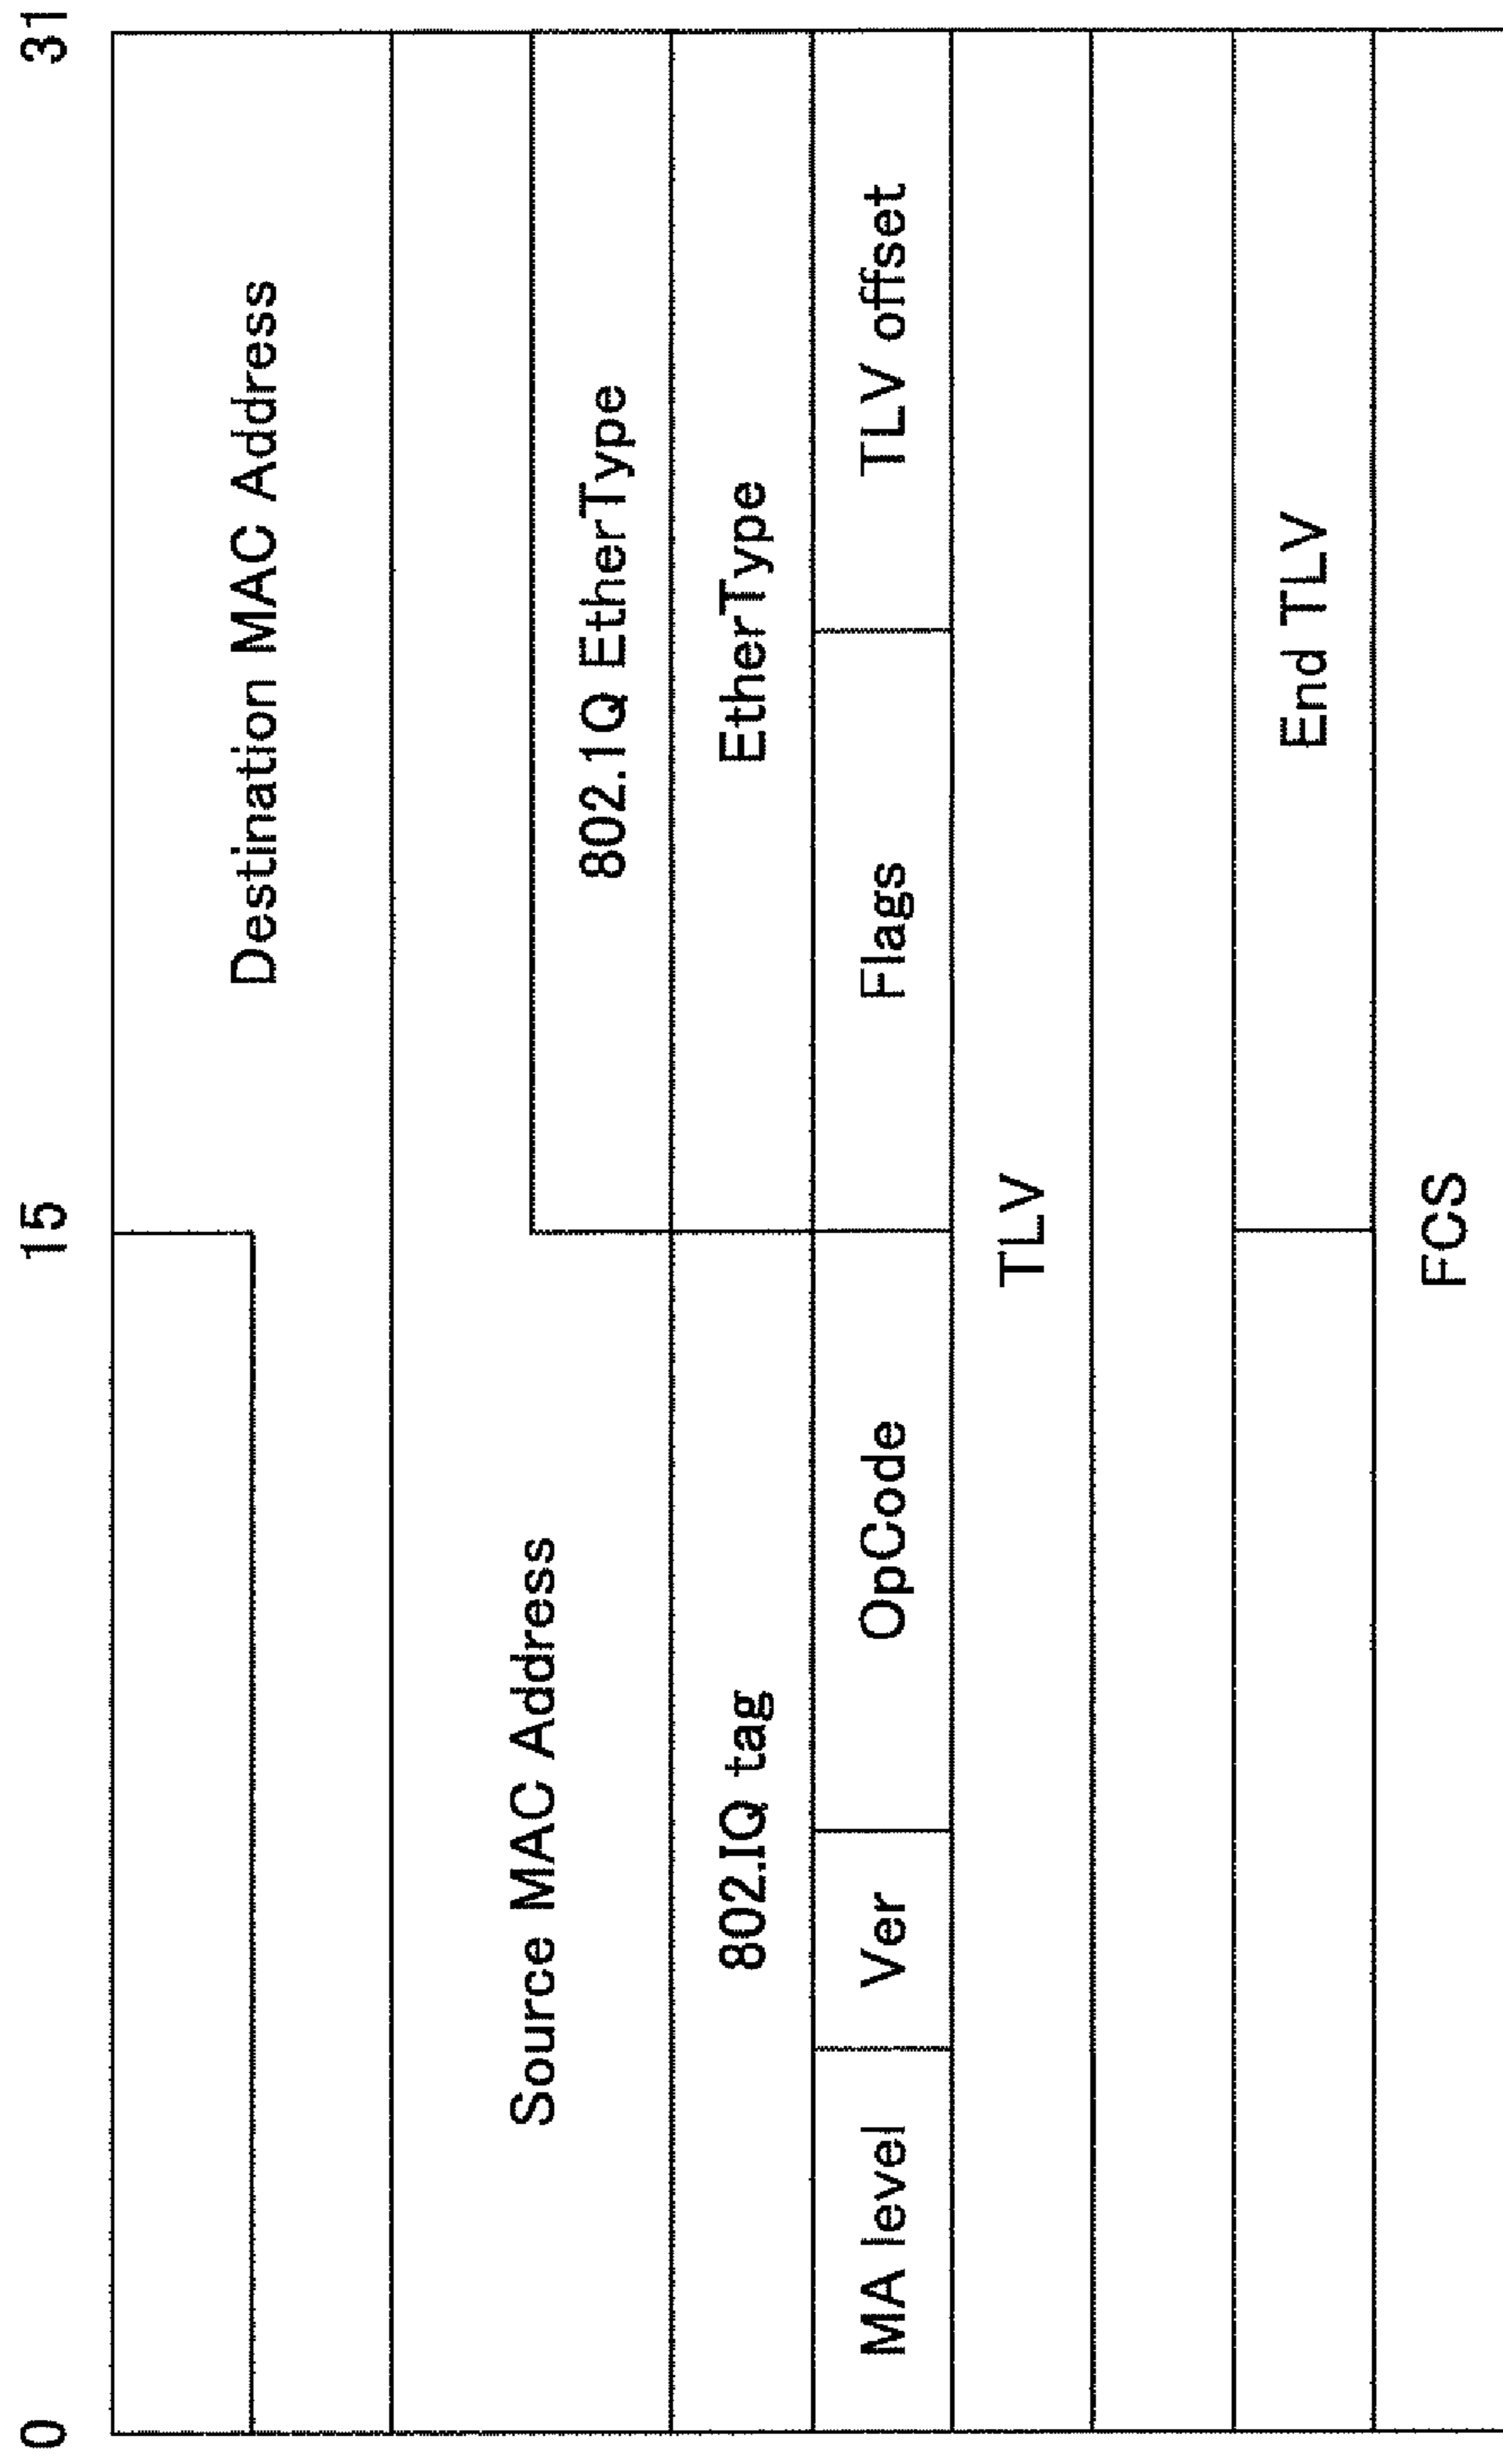 0 15 31
Destination MAC Address
Source MAC Address
802.1Q EtherType
802.IQ tag EtherType
MA level Ver OpCode Flags TLV offset
TLV
End TLV
FCS